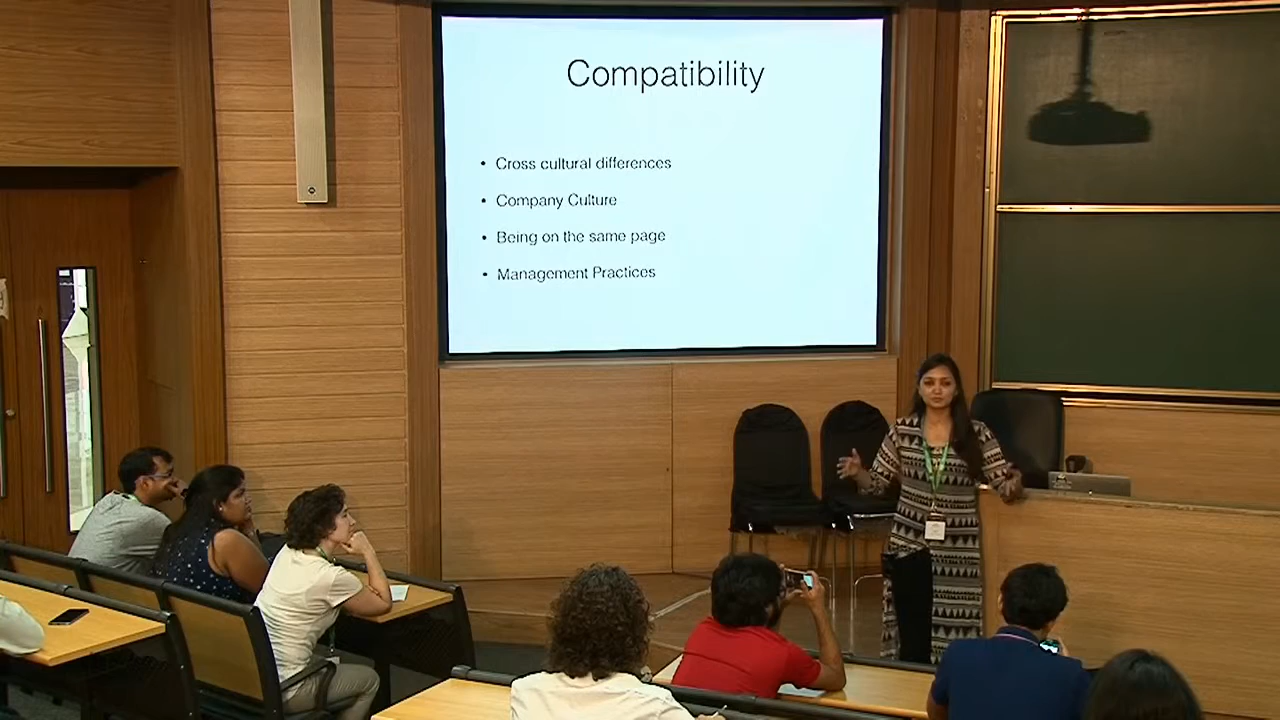 Compatibility
• Cross cultural differences
• Company Culture
• Being on the same page
• Management Practices